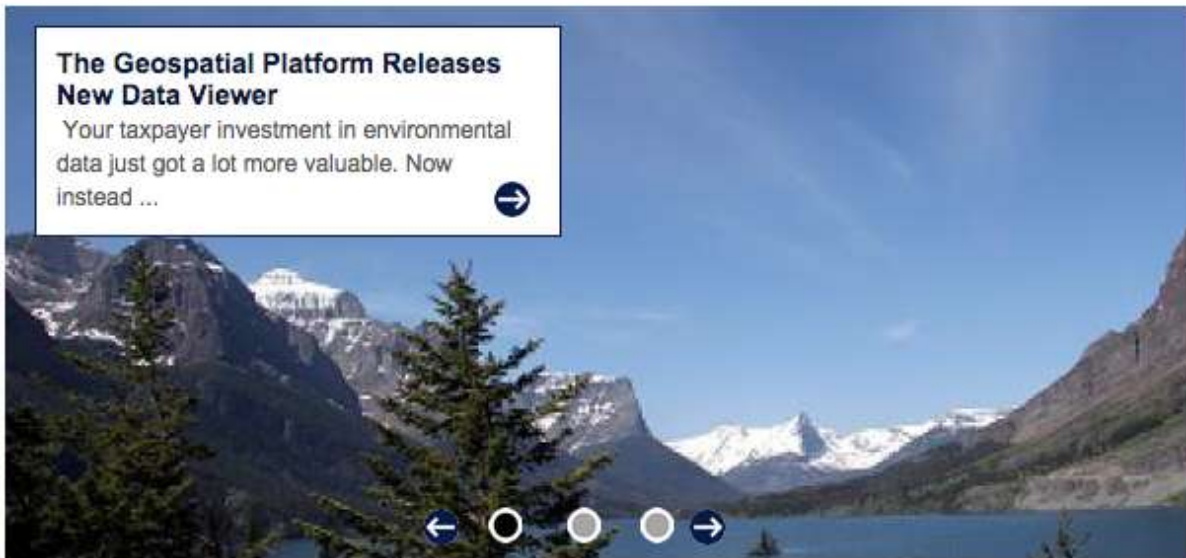 The Geospatial Platform Releases
New Data Viewer
Your taxpayer investment in environmental
data just got a lot more valuable. Now
instead ...